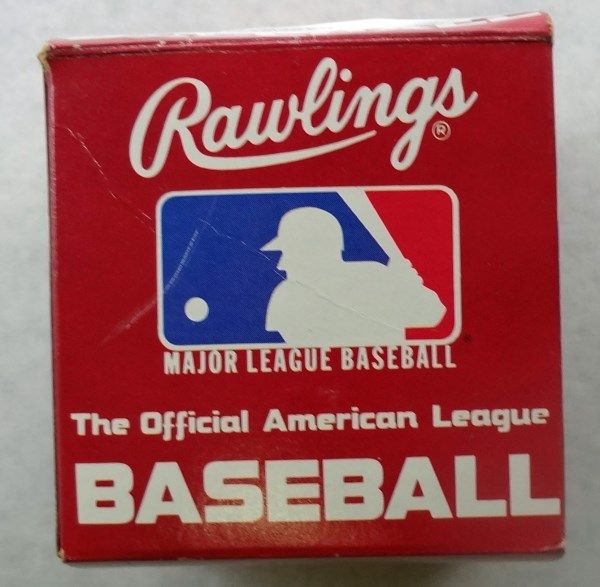 Rawlings®
MAJOR LEAGUE BASEBALL
The Official American League
BASEBALL